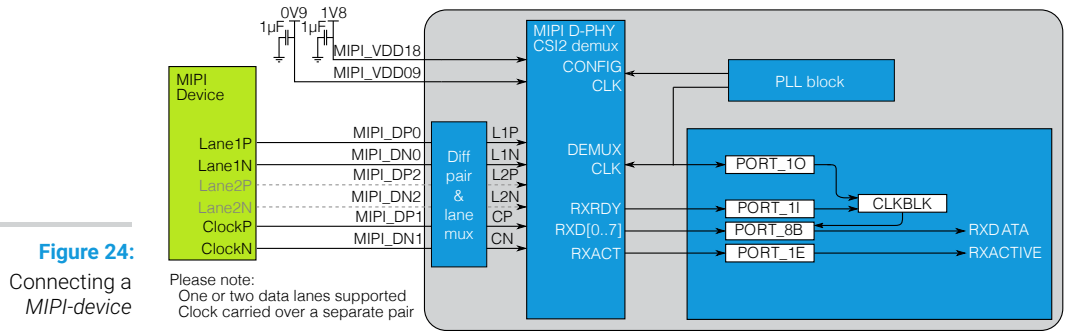 0V9 1V8
1µF 1µF
MIPI_VDD18
MIPI_VDD09
MIPI
Device
Lane1P
Lane1N
Lane2P
Lane2N
ClockP
ClockN
MIPI_DP0
MIPI_DN0
MIPI_DP2
MIPI_DN2
MIPI_DP1
MIPI_DN1
Diff
pair
&
lane
mux
L1P
L1N
L2P
L2N
CP
CN
MIPI D-PHY
CSI2 demux
CONFIG
CLK
DEMUX
CLK
RXRDY
RXD[0..7]
RXACT
PLL block
PORT_1O
PORT_1I
PORT_8B
PORT_1E
CLKBLK
RXDATA
RXACTIVE
Please note:
One or two data lanes supported
Clock carried over a separate pair
Figure 24:
Connecting a
MIPI-device